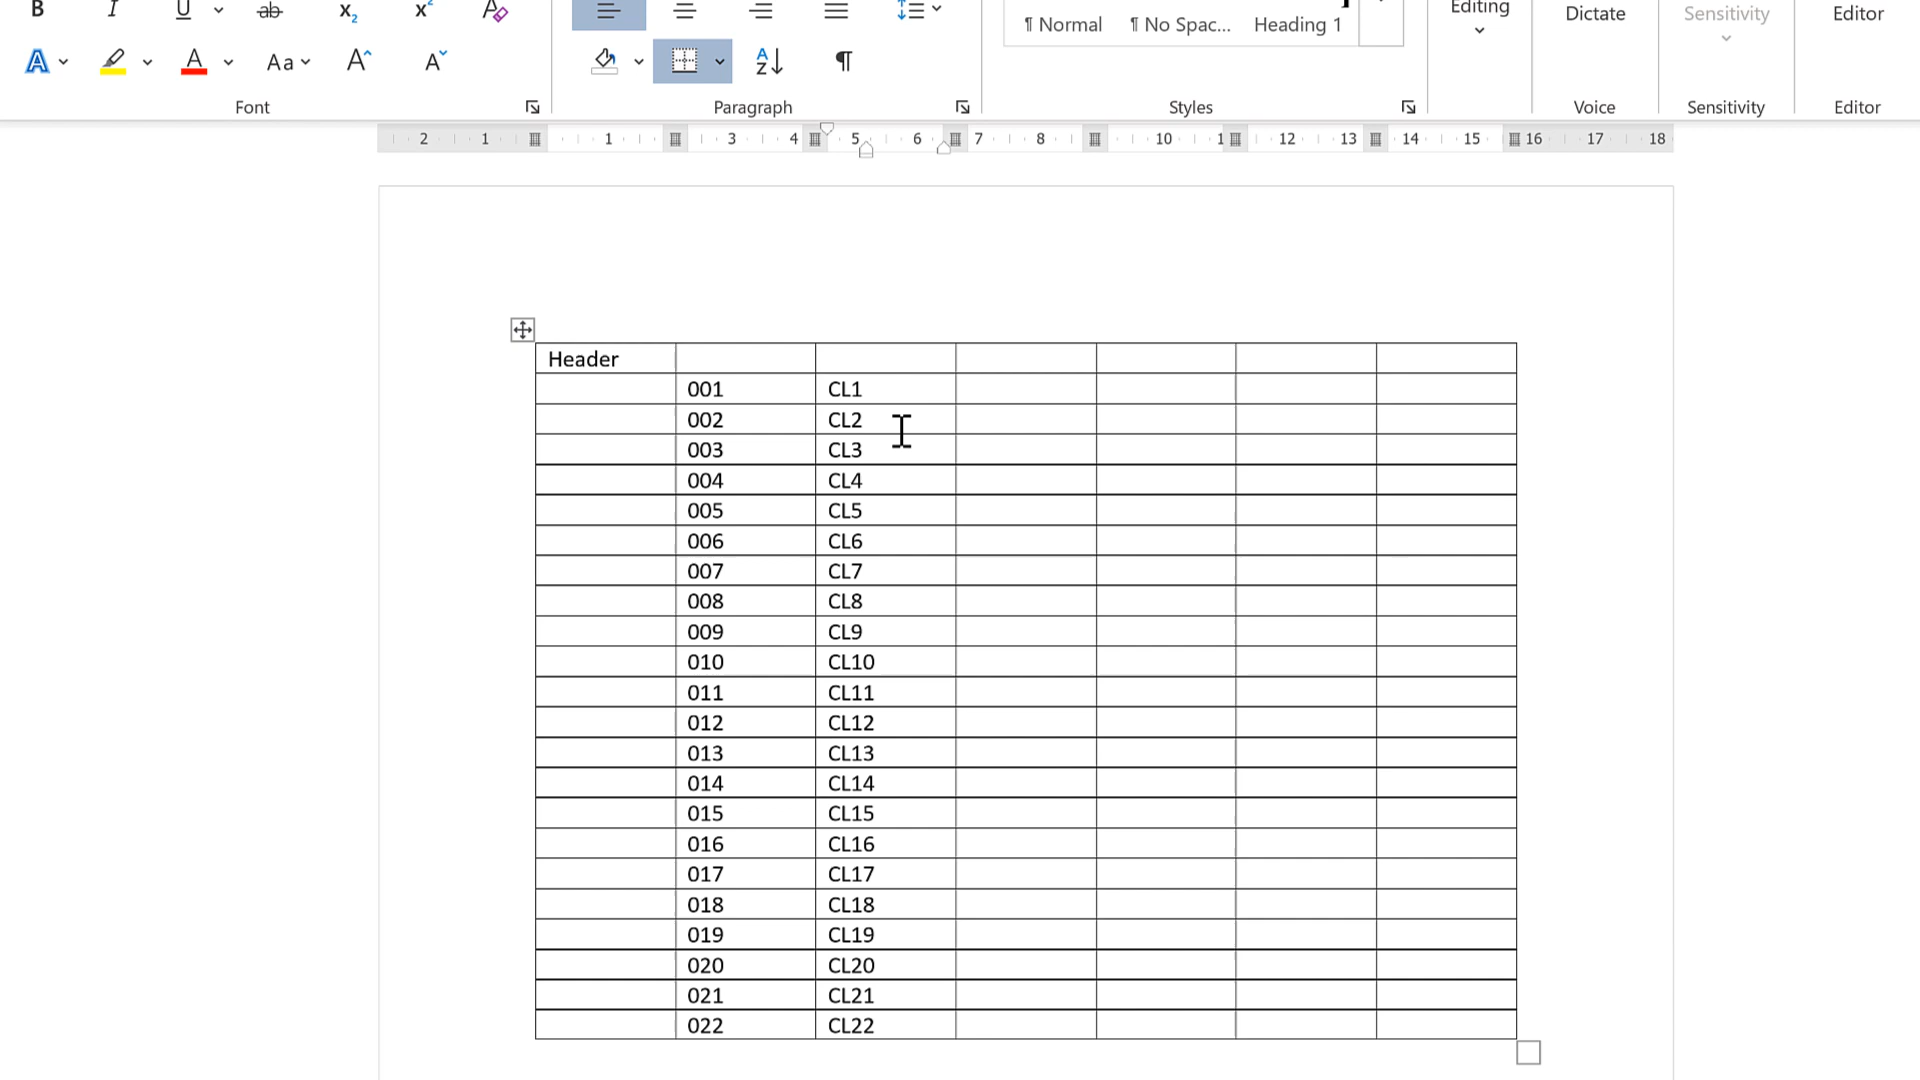 B I U ab x₂ x² A
A A Aa A A A Z ¶
¶ Normal ¶ No Spac... Heading 1
Editing
Dictate
Sensitivity
Editor
Font Paragraph Styles Voice Sensitivity Editor
2 1 1 3 4 5 6 7 8 10 1 12 13 14 15 16 17 18
Header
001 CL1
002 CL2
003 CL3
004 CL4
005 CL5
006 CL6
007 CL7
008 CL8
009 CL9
010 CL10
011 CL11
012 CL12
013 CL13
014 CL14
015 CL15
016 CL16
017 CL17
018 CL18
019 CL19
020 CL20
021 CL21
022 CL22